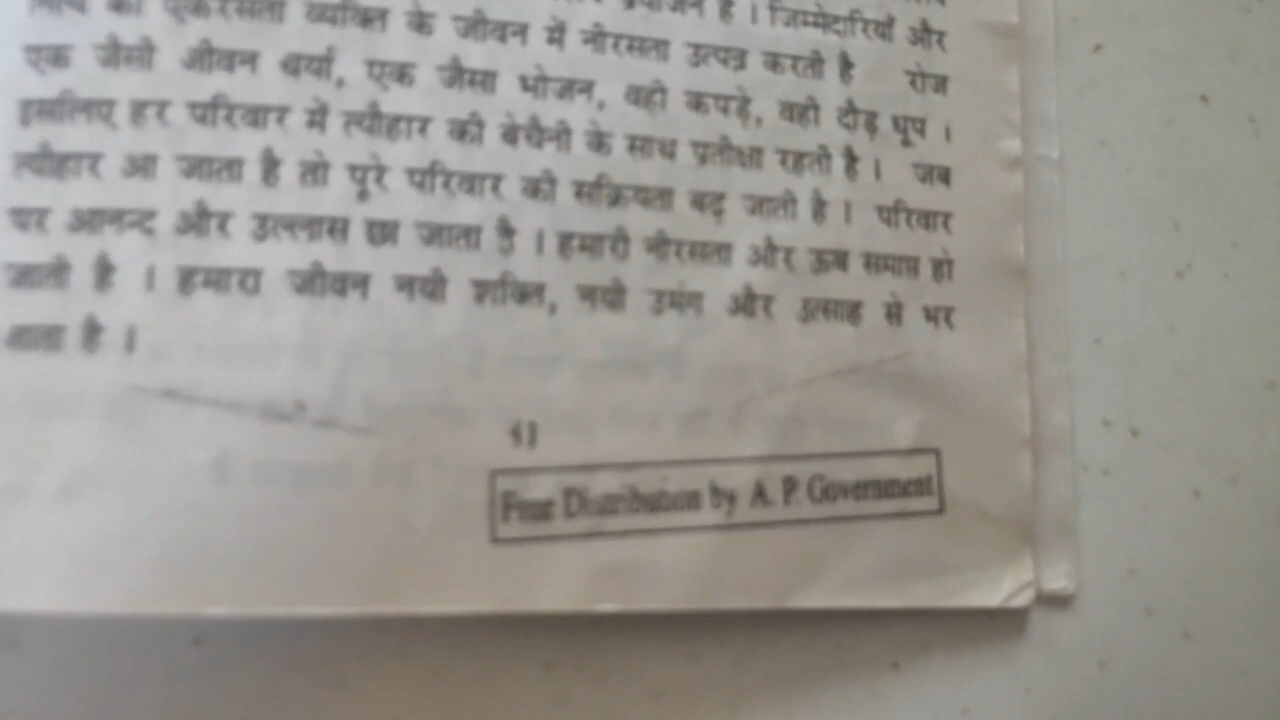 है । जिम्मेदारियाँ और
की एकरसता व्यक्ति के जीवन में नीरसता उत्पन्न करती है रोज
एक जैसी जीवन चर्या, एक जैसा भोजन, वही कपड़े, वही दौड़ धूप ।
इसलिए हर परिवार में त्यौहार की बेचैनी के साथ प्रतीक्षा रहती है । जब
त्यौहार आ जाता है तो पूरे परिवार की सक्रियता बढ़ जाती है । परिवार
पर आनन्द और उल्लास छा जाता है । हमारी नीरसता और ऊब समाप्त हो
जाती है । हमारा जीवन नयी शक्ति, नयी उमंग और उत्साह से भर
जाता है ।
Free Distribution by A. P. Government